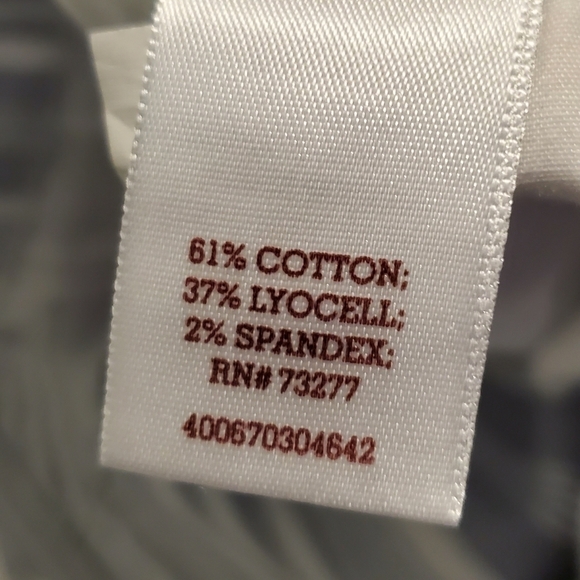 61% COTTON;
37% LYOCELL;
2% SPANDEX;
RN# 73277
400670304642